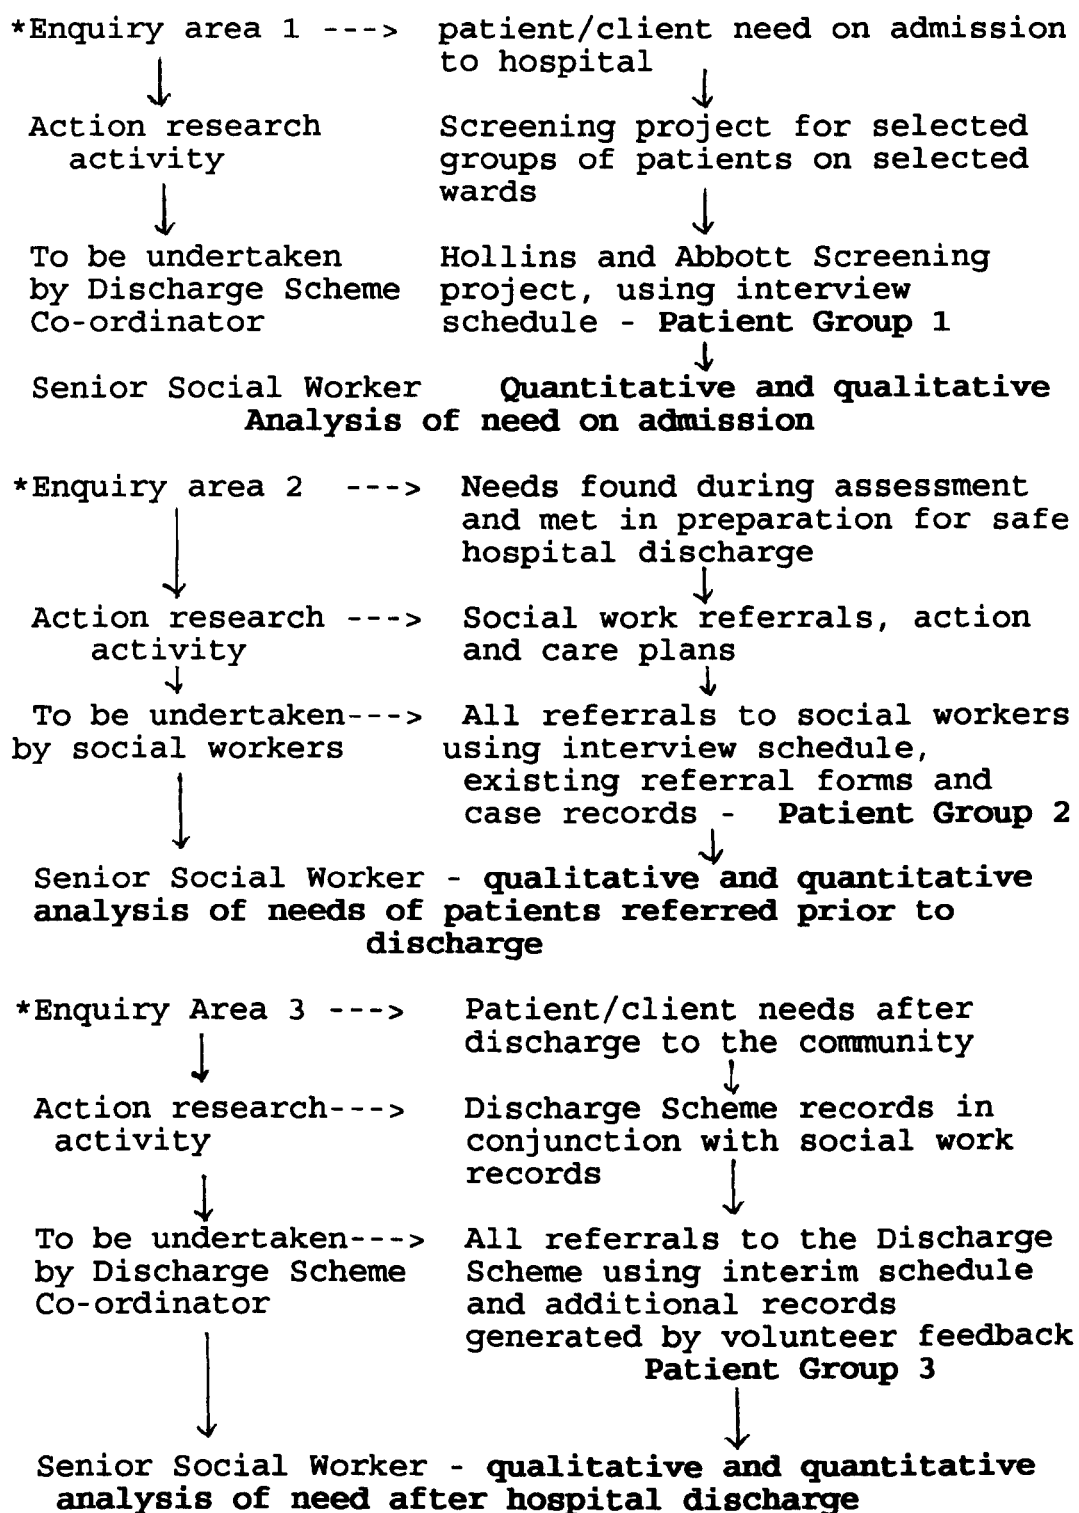 *Enquiry area 1 ---> patient/client need on admission
to hospital
Action research Screening project for selected
activity groups of patients on selected
wards
To be undertaken Hollins and Abbott Screening
by Discharge Scheme project, using interview
Co-ordinator schedule - Patient Group 1
Senior Social Worker Quantitative and qualitative
Analysis of need on admission
*Enquiry area 2 ---> Needs found during assessment
and met in preparation for safe
hospital discharge
Action research ---> Social work referrals, action
activity and care plans
To be undertaken---> All referrals to social workers
by social workers using interview schedule,
existing referral forms and
case records - Patient Group 2
Senior Social Worker - qualitative and quantitative
analysis of needs of patients referred prior to
discharge
*Enquiry Area 3 ---> Patient/client needs after
discharge to the community
Action research---> Discharge Scheme records in
activity conjunction with social work
records
To be undertaken---> All referrals to the Discharge
by Discharge Scheme Scheme using interim schedule
Co-ordinator and additional records
generated by volunteer feedback
Patient Group 3
Senior Social Worker - qualitative and quantitative
analysis of need after hospital discharge